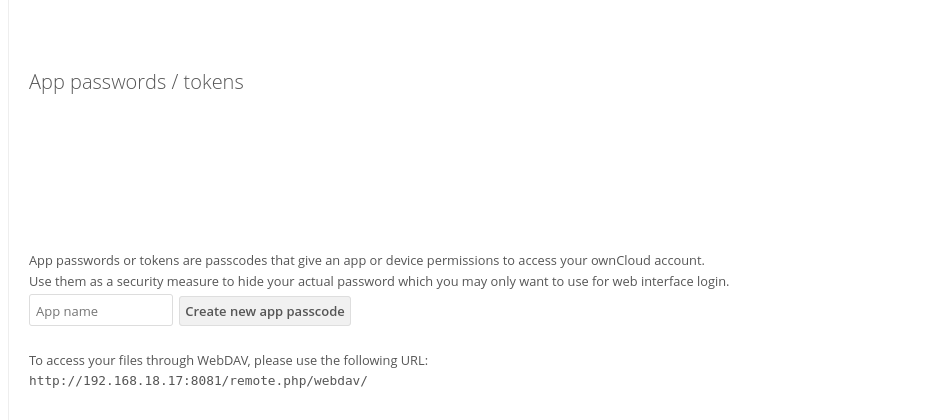 App passwords / tokens
App passwords or tokens are passcodes that give an app or device permissions to access your ownCloud account.
Use them as a security measure to hide your actual password which you may only want to use for web interface login.
App name
Create new app passcode
To access your files through WebDAV, please use the following URL:
http://192.168.18.17:8081/remote.php/webdav/